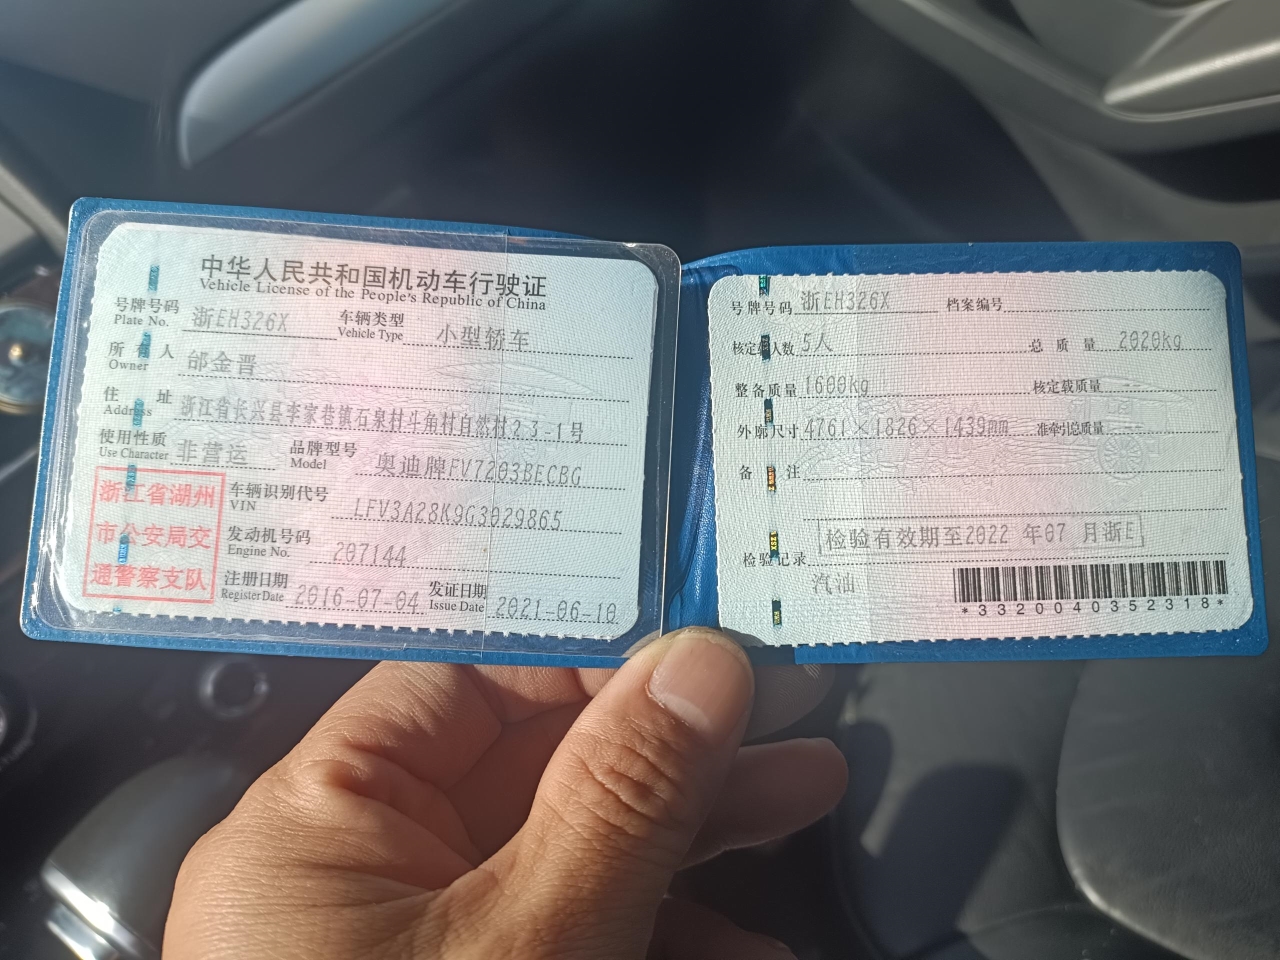 中华人民共和国机动车行驶证
Vehicle License of the People's Republic of China
号牌号码 浙EH326X 车辆类型 小型轿车
Plate No. Vehicle Type
所有人 邰金晋
Owner
住址 浙江省长兴县李家巷镇石泉村斗角村自然村23-1号
Address
使用性质 非营运 品牌型号 奥迪牌FV7203BECBG
Use Character Model
浙江省湖州
市公安局交
通警察支队
车辆识别代号 LFV3A28K9G3029865
VIN
发动机号码 207144
Engine No.
注册日期 2016-07-04 发证日期 2021-06-10
Register Date Issue Date
号牌号码 浙EH326X 档案编号
核定载人数 5人 总质量 2020kg
整备质量 1600kg 核定载质量
外廓尺寸 4761×1826×1439mm 准牵引总质量
备注
检验有效期至2022年07月浙E
检验记录
汽油
*3320040352318*